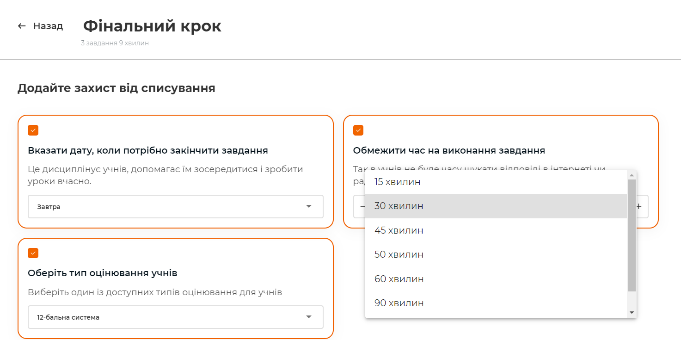 Назад
Фінальний крок
3 завдання 9 хвилин
Додайте захист від списування
Вказати дату, коли потрібно закінчити завдання
Це дисциплінує учнів, допомагає їм зосередитися і зробити
уроки вчасно.
Завтра
Обмежити час на виконання завдання
Так в учнів не буде часу шукати відповіді в інтернеті чи
15 хвилин
30 хвилин
45 хвилин
50 хвилин
60 хвилин
90 хвилин
Оберіть тип оцінювання учнів
Виберіть один із доступних типів оцінювання для учнів
12-бальна система